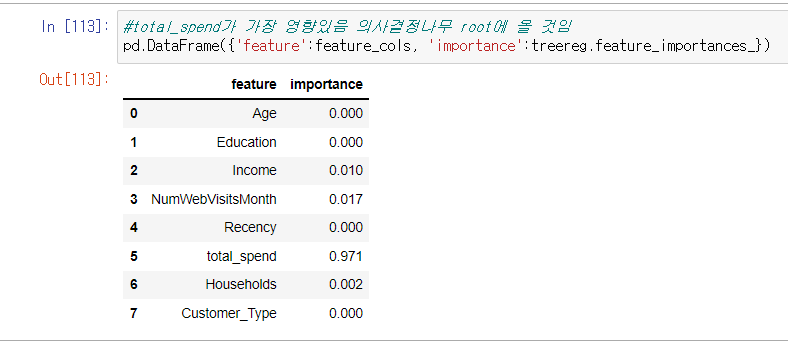 In [113]: #total_spend가 가장 영향있음 의사결정나무 root에 올 것임
pd.DataFrame({'feature':feature_cols, 'importance':treereg.feature_importances_})
Out[113]:
feature importance
0 Age 0.000
1 Education 0.000
2 Income 0.010
3 NumWebVisitsMonth 0.017
4 Recency 0.000
5 total_spend 0.971
6 Households 0.002
7 Customer_Type 0.000